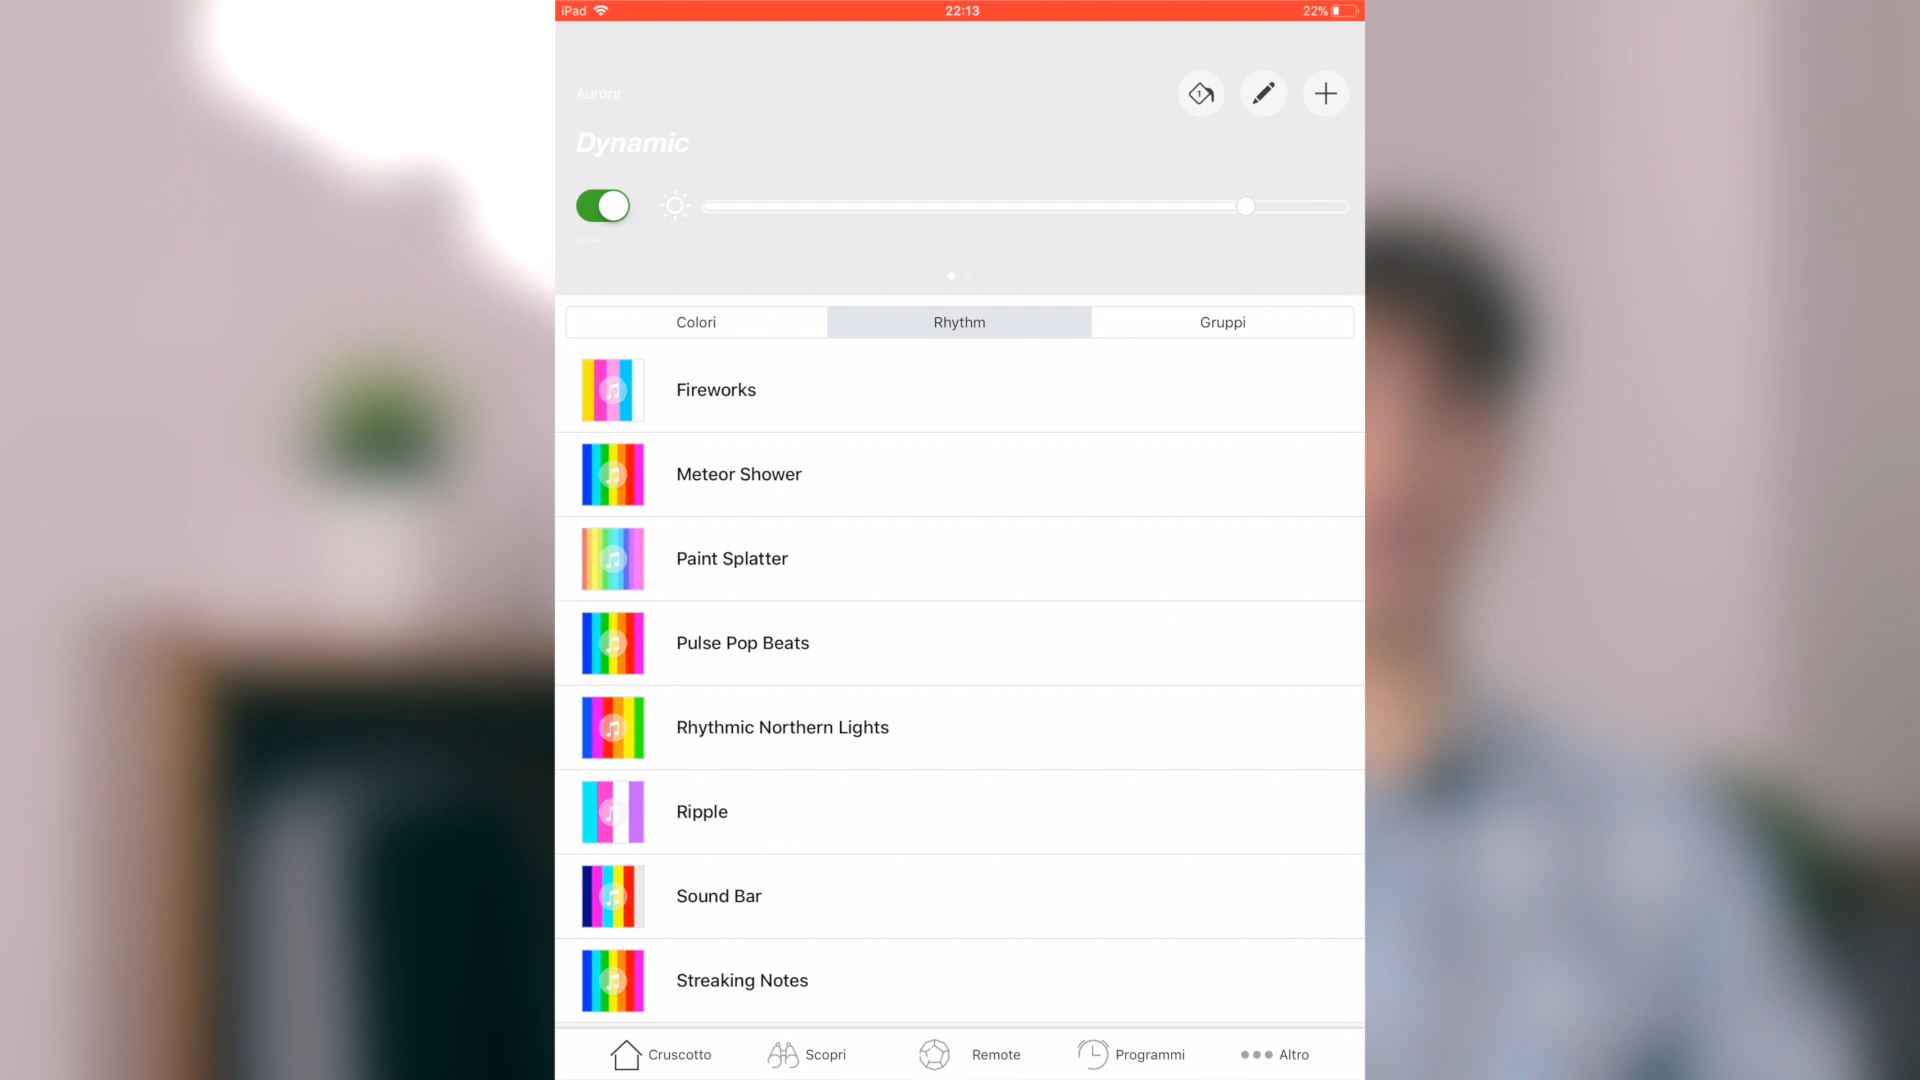 iPad 22:13 22%
Aurora
1
Dynamic
Colori Rhythm Gruppi
Fireworks
Meteor Shower
Paint Splatter
Pulse Pop Beats
Rhythmic Northern Lights
Ripple
Sound Bar
Streaking Notes
Cruscotto Scopri Remote Programmi Altro